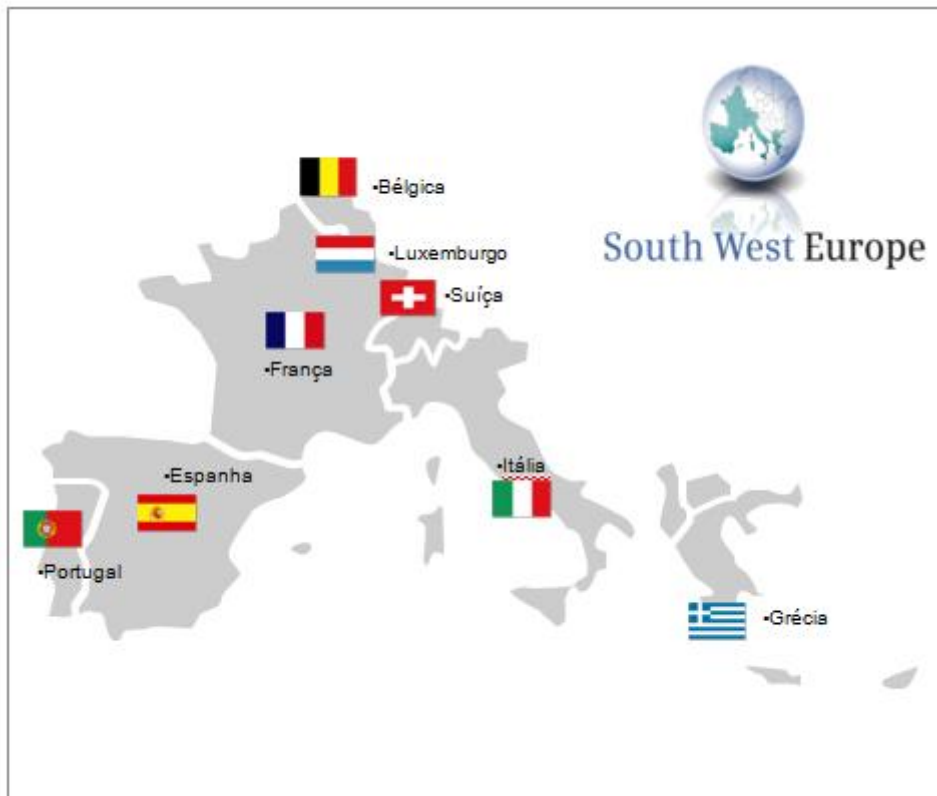 South West Europe
•Bélgica
•Luxemburgo
•Suíça
•França
•Itália
•Espanha
•Portugal
•Grécia